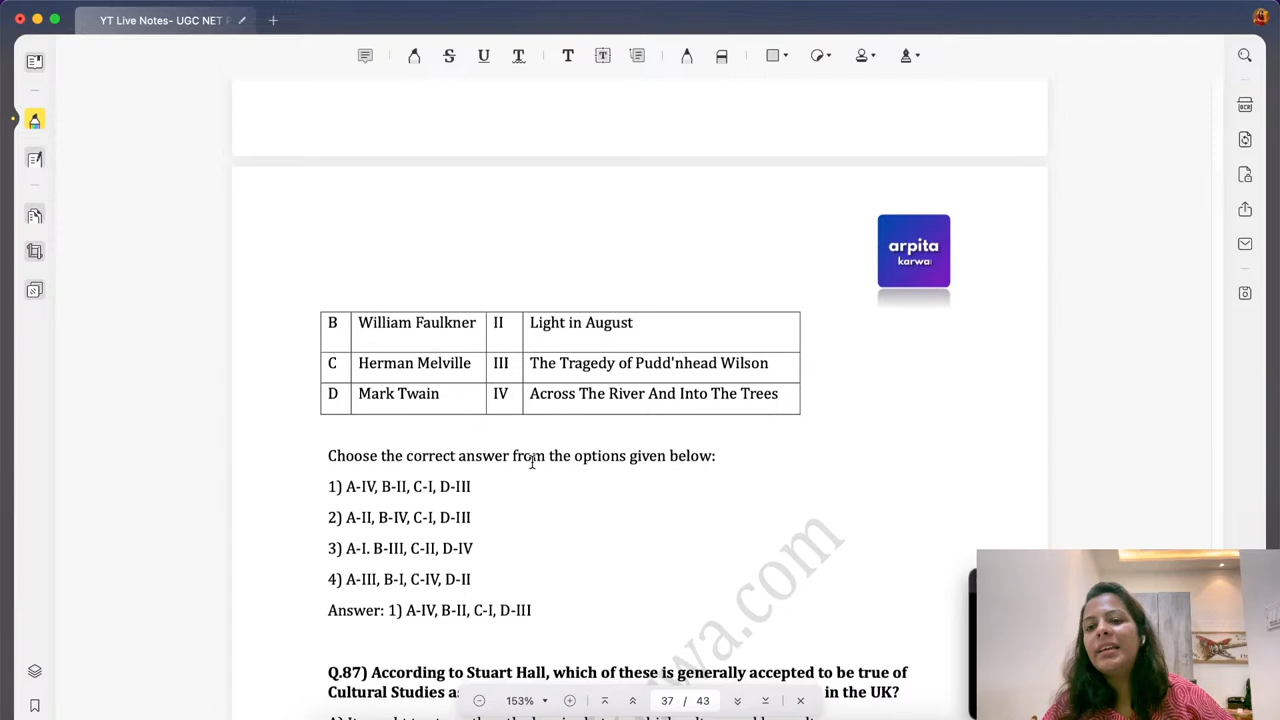 YT Live Notes- UGC NET P
arpita
karwa
B William Faulkner II Light in August
C Herman Melville III The Tragedy of Pudd'nhead Wilson
D Mark Twain IV Across The River And Into The Trees
Choose the correct answer from the options given below:
1) A-IV, B-II, C-I, D-III
2) A-II, B-IV, C-I, D-III
3) A-I. B-III, C-II, D-IV
4) A-III, B-I, C-IV, D-II
Answer: 1) A-IV, B-II, C-I, D-III
wa.com
Q.87) According to Stuart Hall, which of these is generally accepted to be true of
Cultural Studies as in the UK?
153% 37 / 43